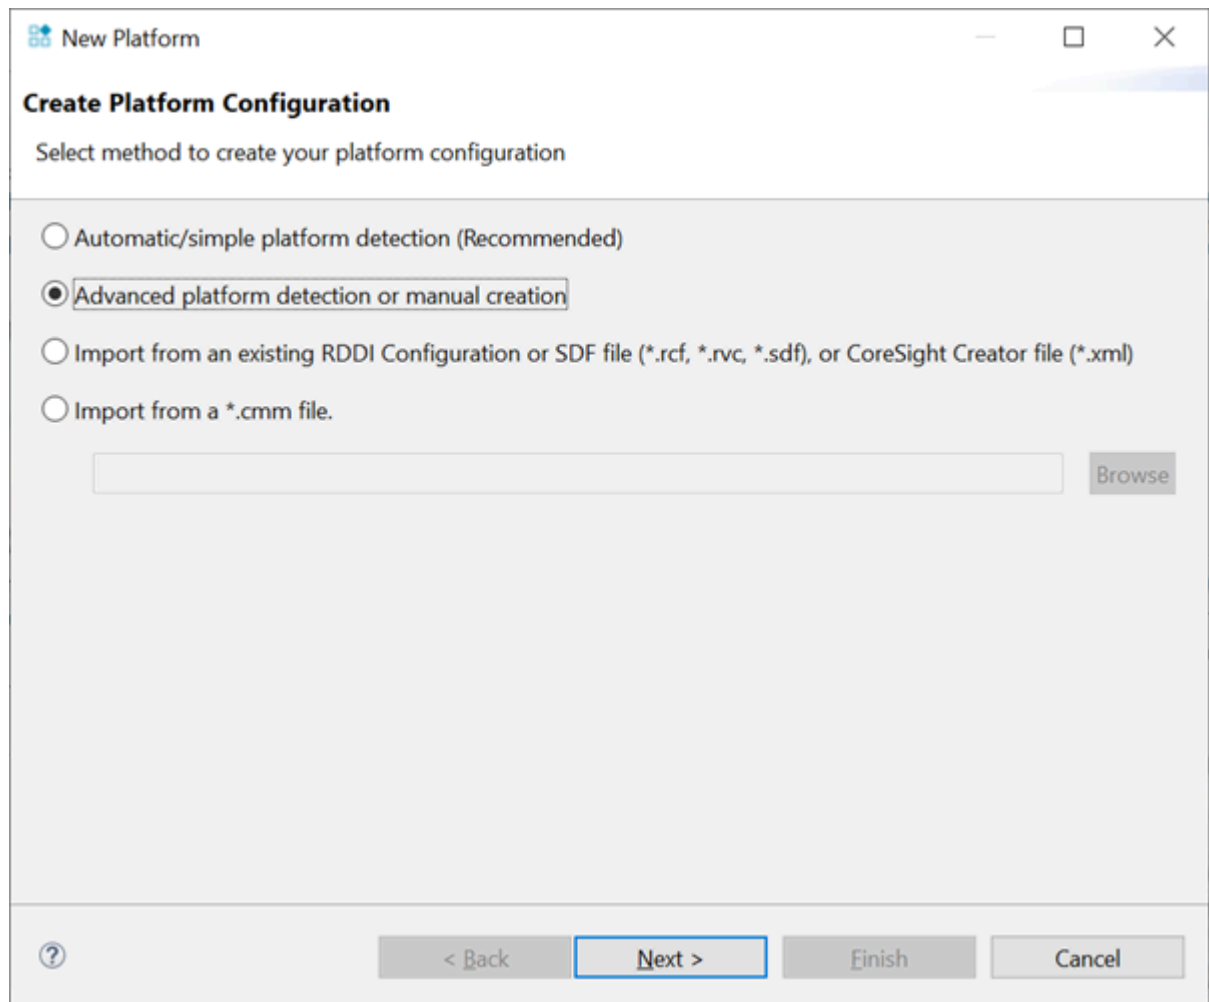 New Platform
Create Platform Configuration
Select method to create your platform configuration
Automatic/simple platform detection (Recommended)
Advanced platform detection or manual creation
Import from an existing RDDI Configuration or SDF file (*.rcf, *.rvc, *.sdf), or CoreSight Creator file (*.xml)
Import from a *.cmm file.
Browse
? < Back Next > Finish Cancel